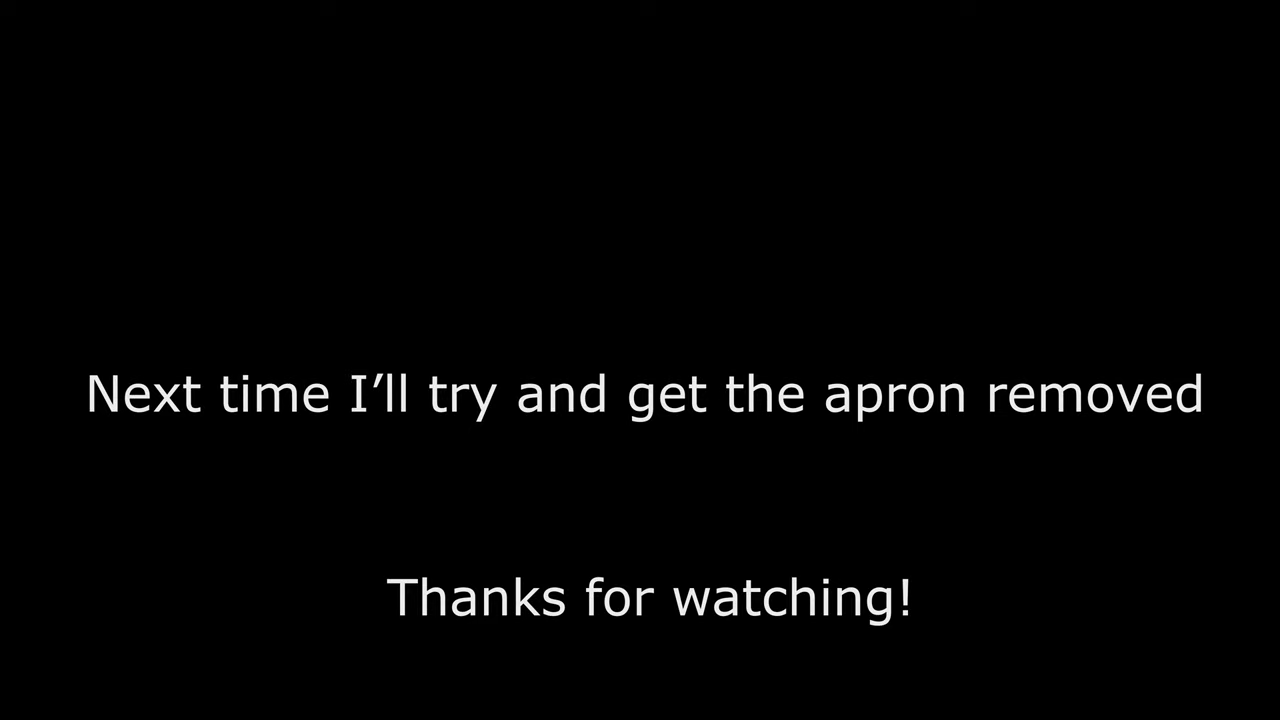 Next time I’ll try and get the apron removed
Thanks for watching!